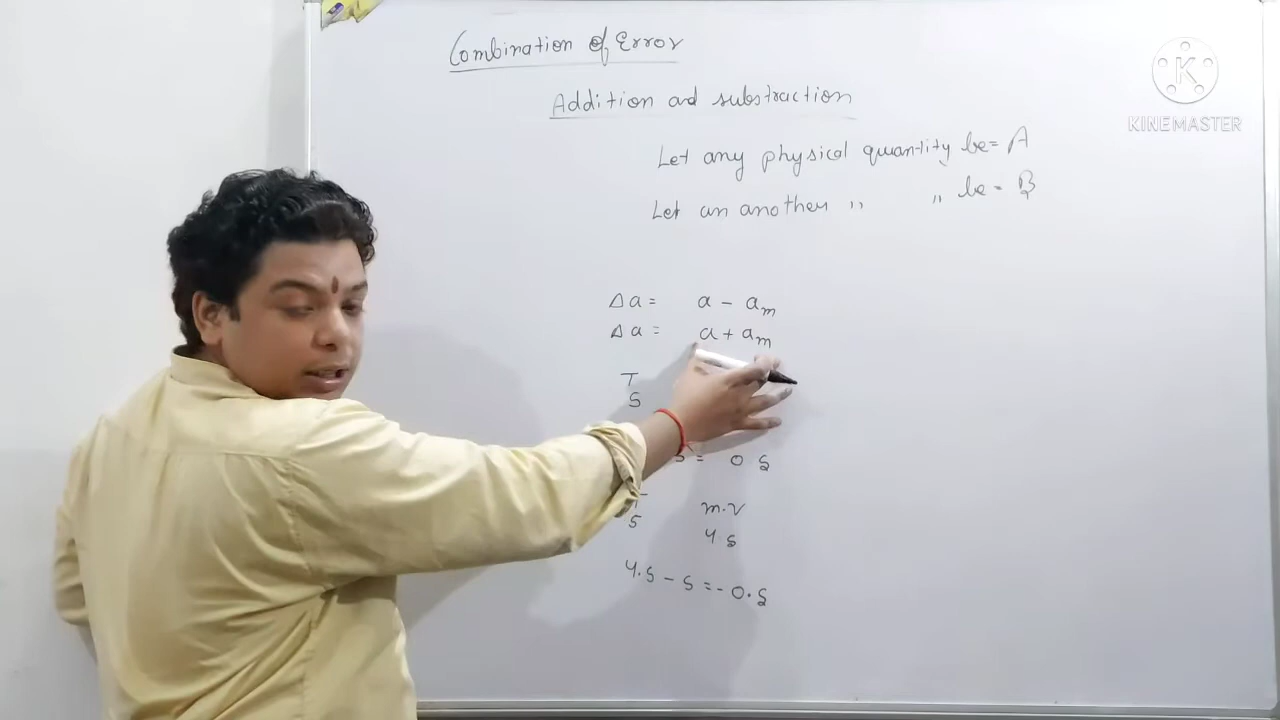 Combination of Error
Addition and substraction
Let any physical quantity be = A
Let an another ,, ,, be = B
Δa = a - am
Δa = a + am
T
S
= 0 5
5 m.v
4 5
4.5 - 5 = - 0.5
KINEMASTER